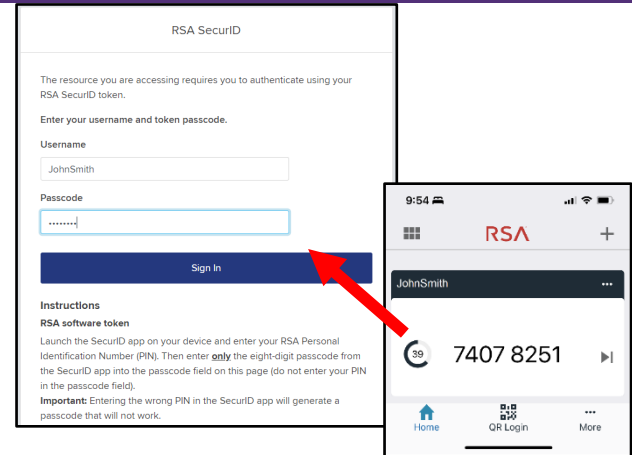 RSA SecurID
The resource you are accessing requires you to authenticate using your
RSA SecurID token.
Enter your username and token passcode.
Username
JohnSmith
Passcode
••••••••
Sign In
Instructions
RSA software token
Launch the SecurID app on your device and enter your RSA Personal
Identification Number (PIN). Then enter only the eight-digit passcode from
the SecurID app into the passcode field on this page (do not enter your PIN
in the passcode field).
Important: Entering the wrong PIN in the SecurID app will generate a
passcode that will not work.
9:54
RSA
JohnSmith
39 7407 8251
Home QR Login More